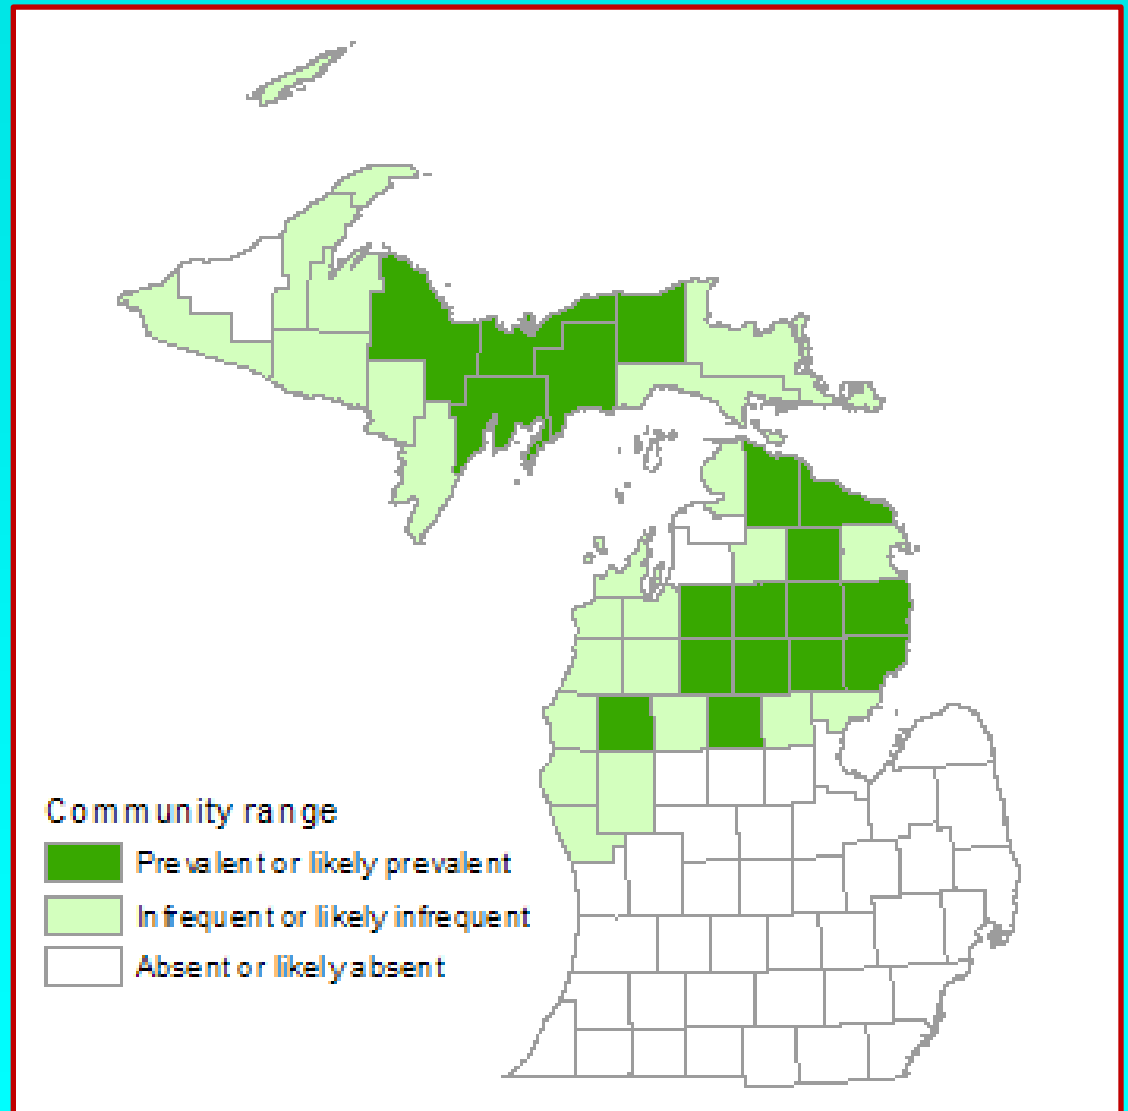 Community range
Prevalent or likely prevalent
Infrequent or likely infrequent
Absent or likely absent